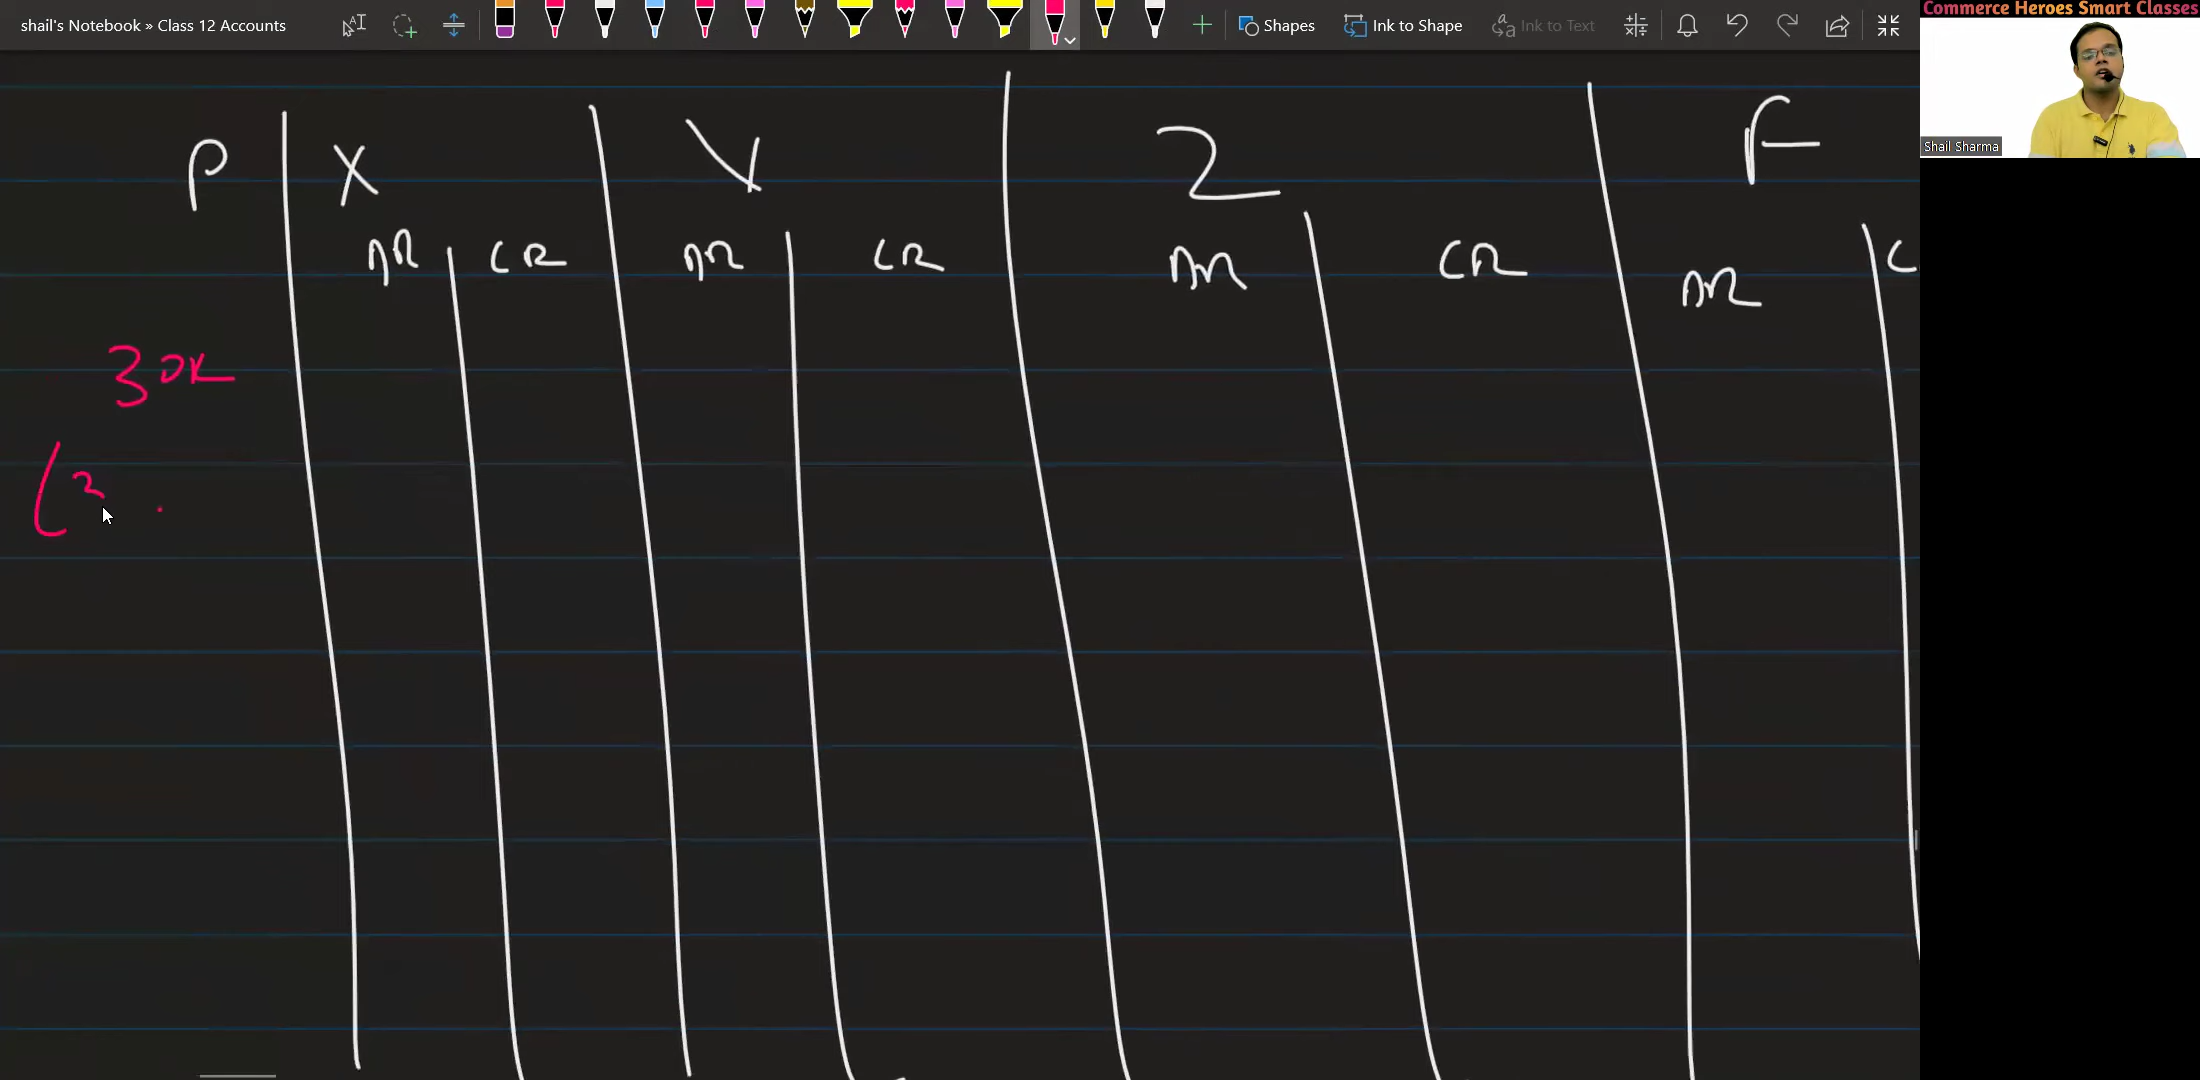 shail's Notebook » Class 12 Accounts
Shapes
Ink to Shape
Ink to Text
Commerce Heroes Smart Classes
Shail Sharma
P X Y Z F
DR CR DR CR DR CR DR C
30K
(3